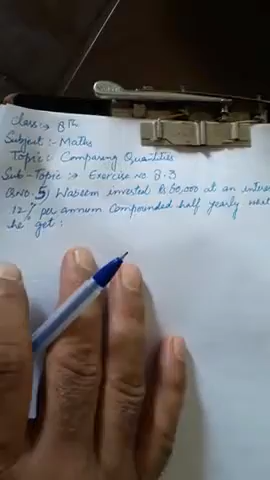 Class:→ 8th
Subject:- Maths
Topic: Comparing Quantities
Sub-Topic :→ Exercise No 8.3
Q.No. 5) Waseem invested Rs 60,000 at an
12% per annum Compounded half yearly.
he get :